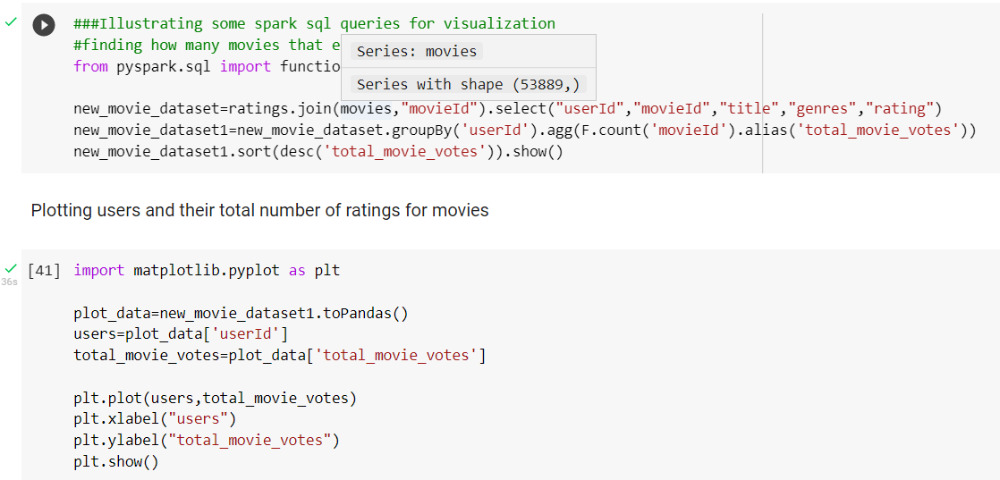 ###Illustrating some spark sql queries for visualization
#finding how many movies that e
Series: movies
from pyspark.sql import functio
Series with shape (53889,)
new_movie_dataset=ratings.join(movies,"movieId").select("userId","movieId","title","genres","rating")
new_movie_dataset1=new_movie_dataset.groupBy('userId').agg(F.count('movieId').alias('total_movie_votes'))
new_movie_dataset1.sort(desc('total_movie_votes')).show()
Plotting users and their total number of ratings for movies
[41] import matplotlib.pyplot as plt
36s
plot_data=new_movie_dataset1.toPandas()
users=plot_data['userId']
total_movie_votes=plot_data['total_movie_votes']
plt.plot(users,total_movie_votes)
plt.xlabel("users")
plt.ylabel("total_movie_votes")
plt.show()